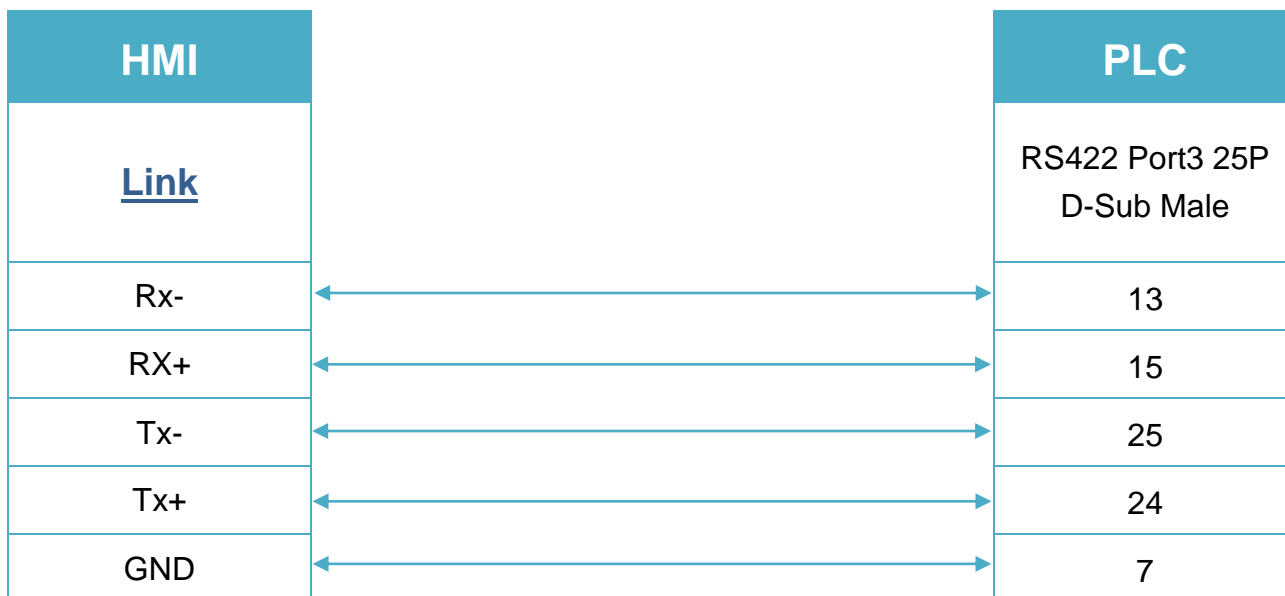 HMI PLC
Link RS422 Port3 25P
D-Sub Male
Rx- 13
RX+ 15
Tx- 25
Tx+ 24
GND 7